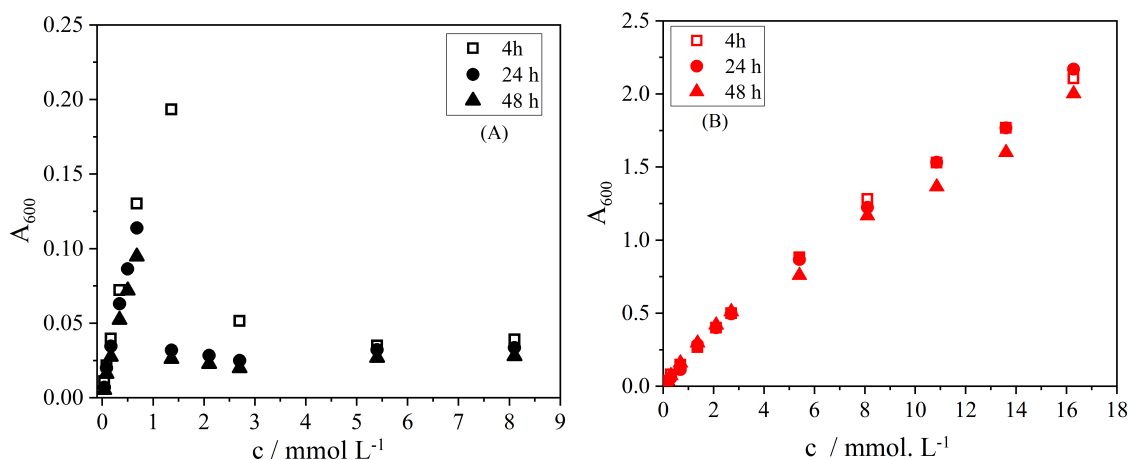 0.25
0.20
0.15
0.10
0.05
0.00
A600
0 1 2 3 4 5 6 7 8 9
c / mmol L-1
4h
24 h
48 h
(A)
2.5
2.0
1.5
1.0
0.5
0.0
A600
0 2 4 6 8 10 12 14 16 18
c / mmol. L-1
4h
24 h
48 h
(B)